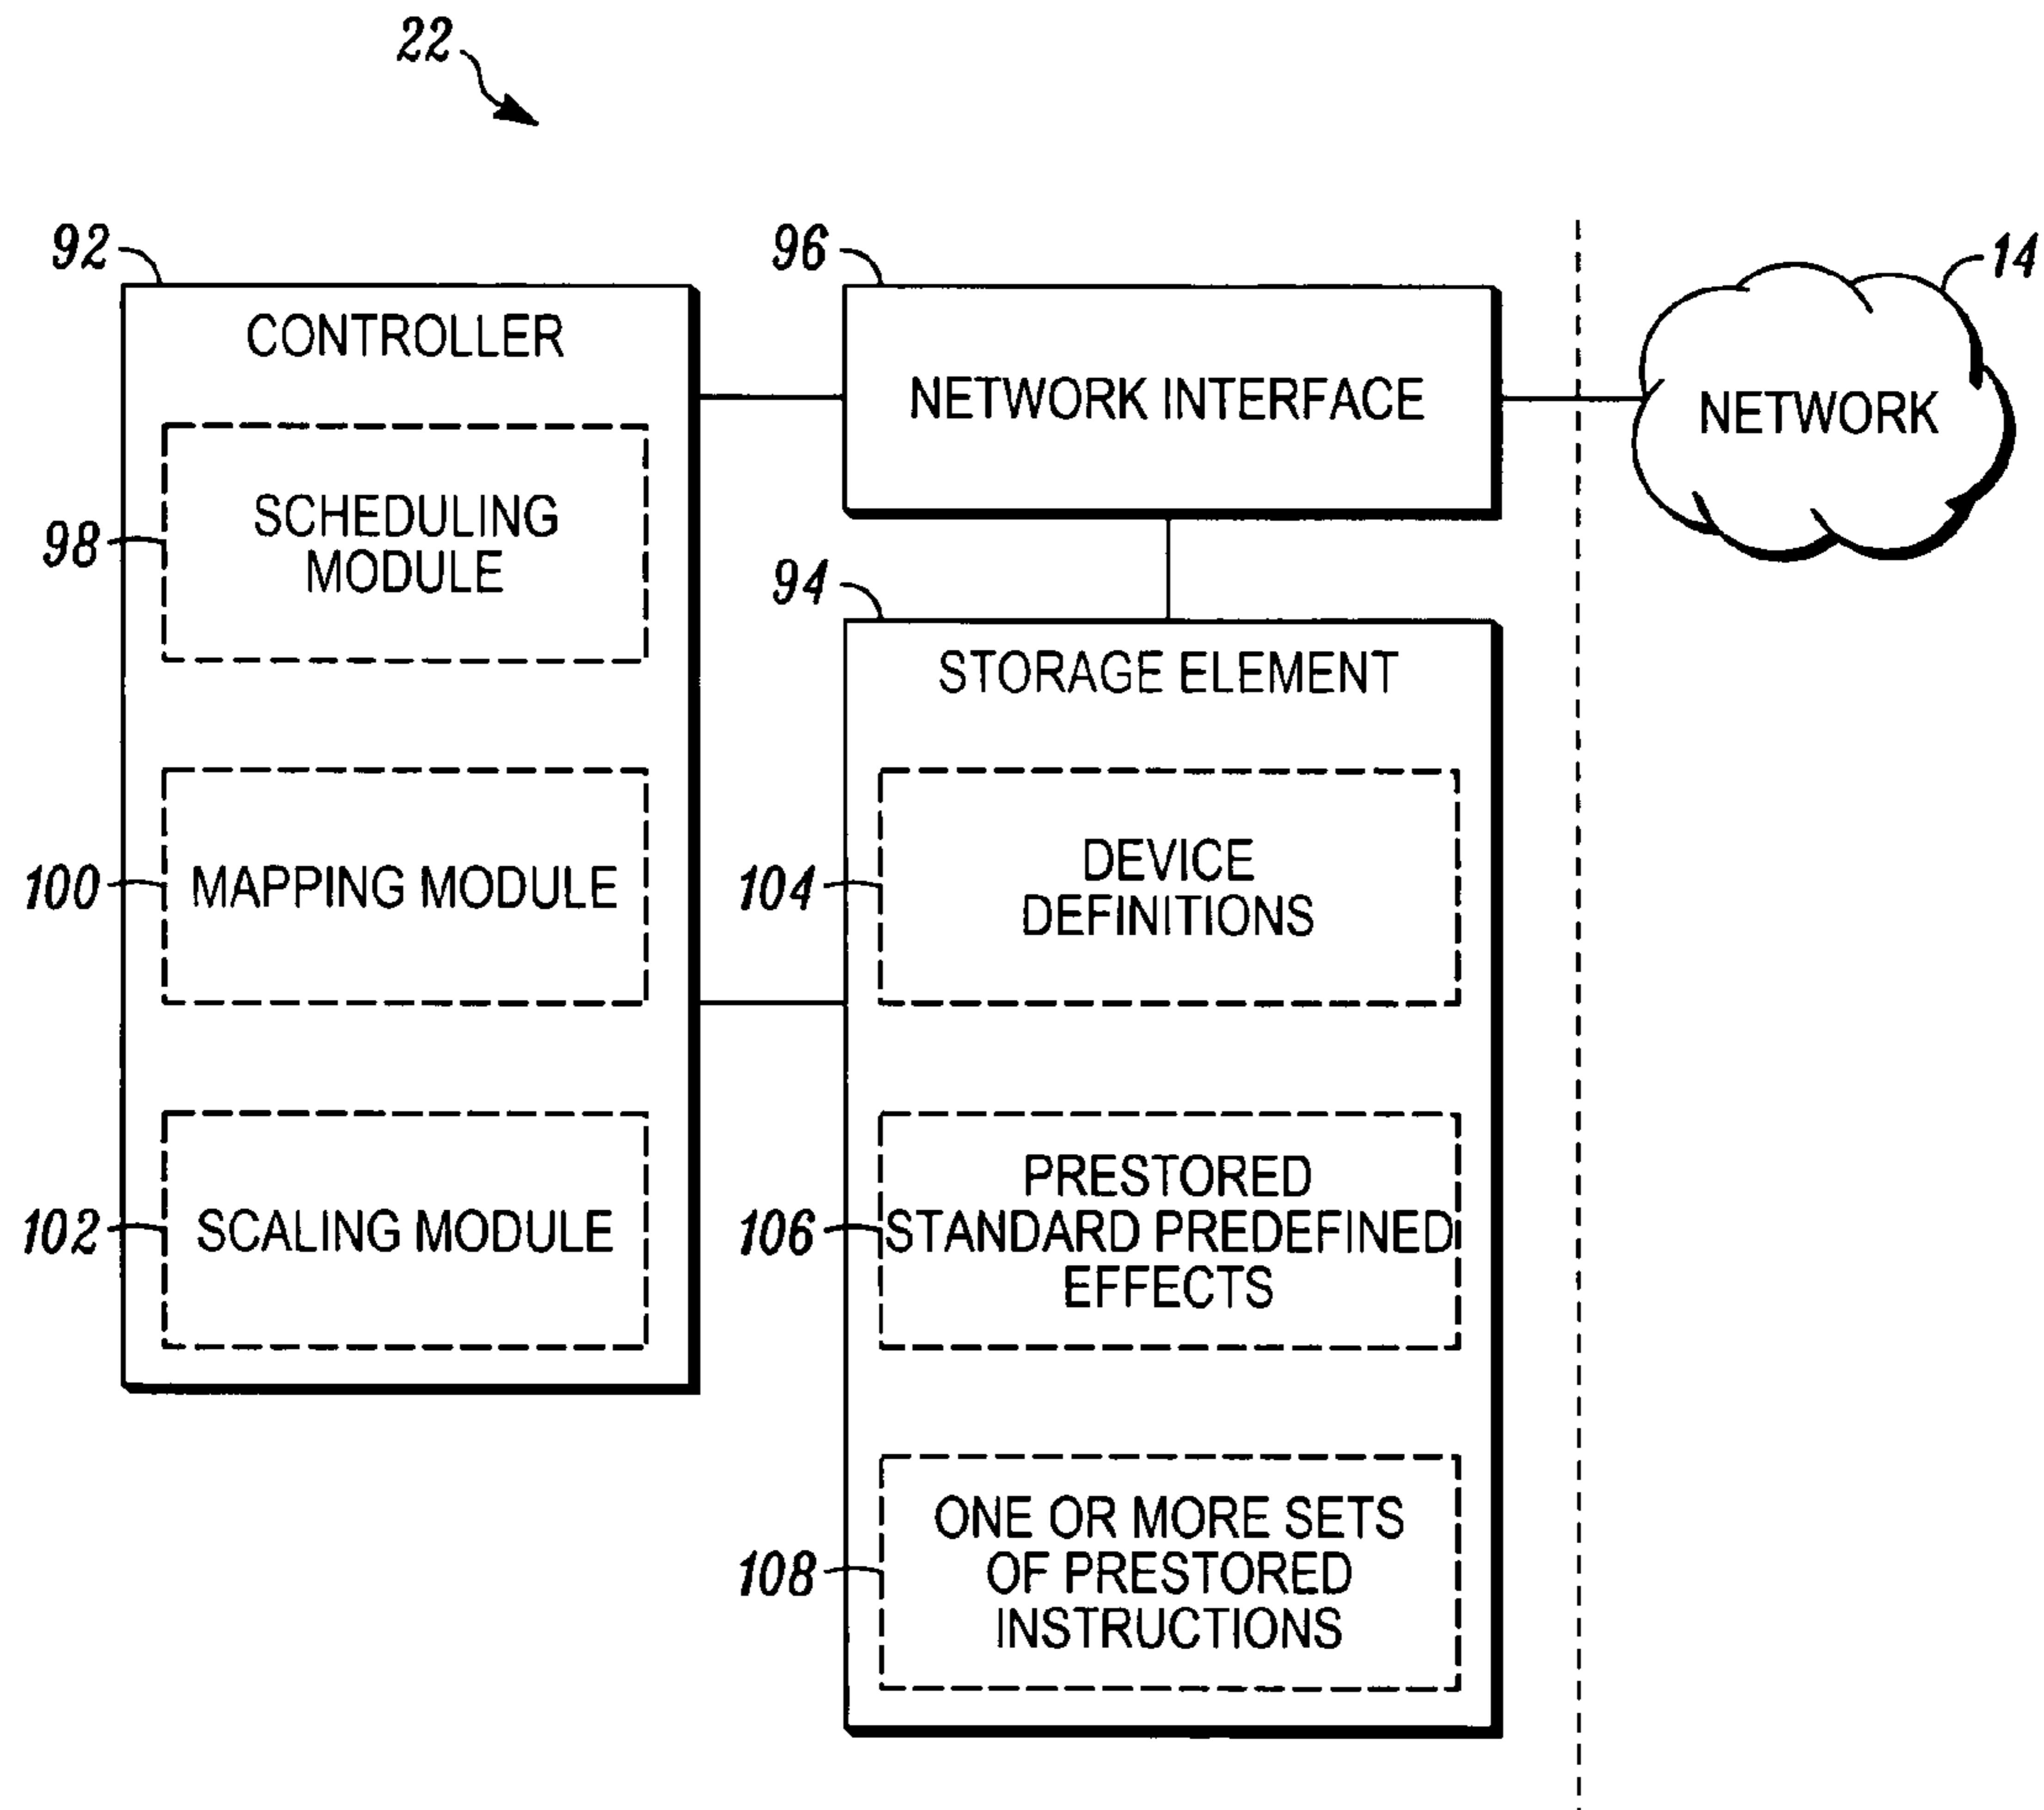 22
92
CONTROLLER
98
SCHEDULING
MODULE
100
MAPPING MODULE
102
SCALING MODULE
96
NETWORK INTERFACE
94
STORAGE ELEMENT
104
DEVICE
DEFINITIONS
106
PRESTORED
STANDARD PREDEFINED
EFFECTS
108
ONE OR MORE SETS
OF PRESTORED
INSTRUCTIONS
14
NETWORK